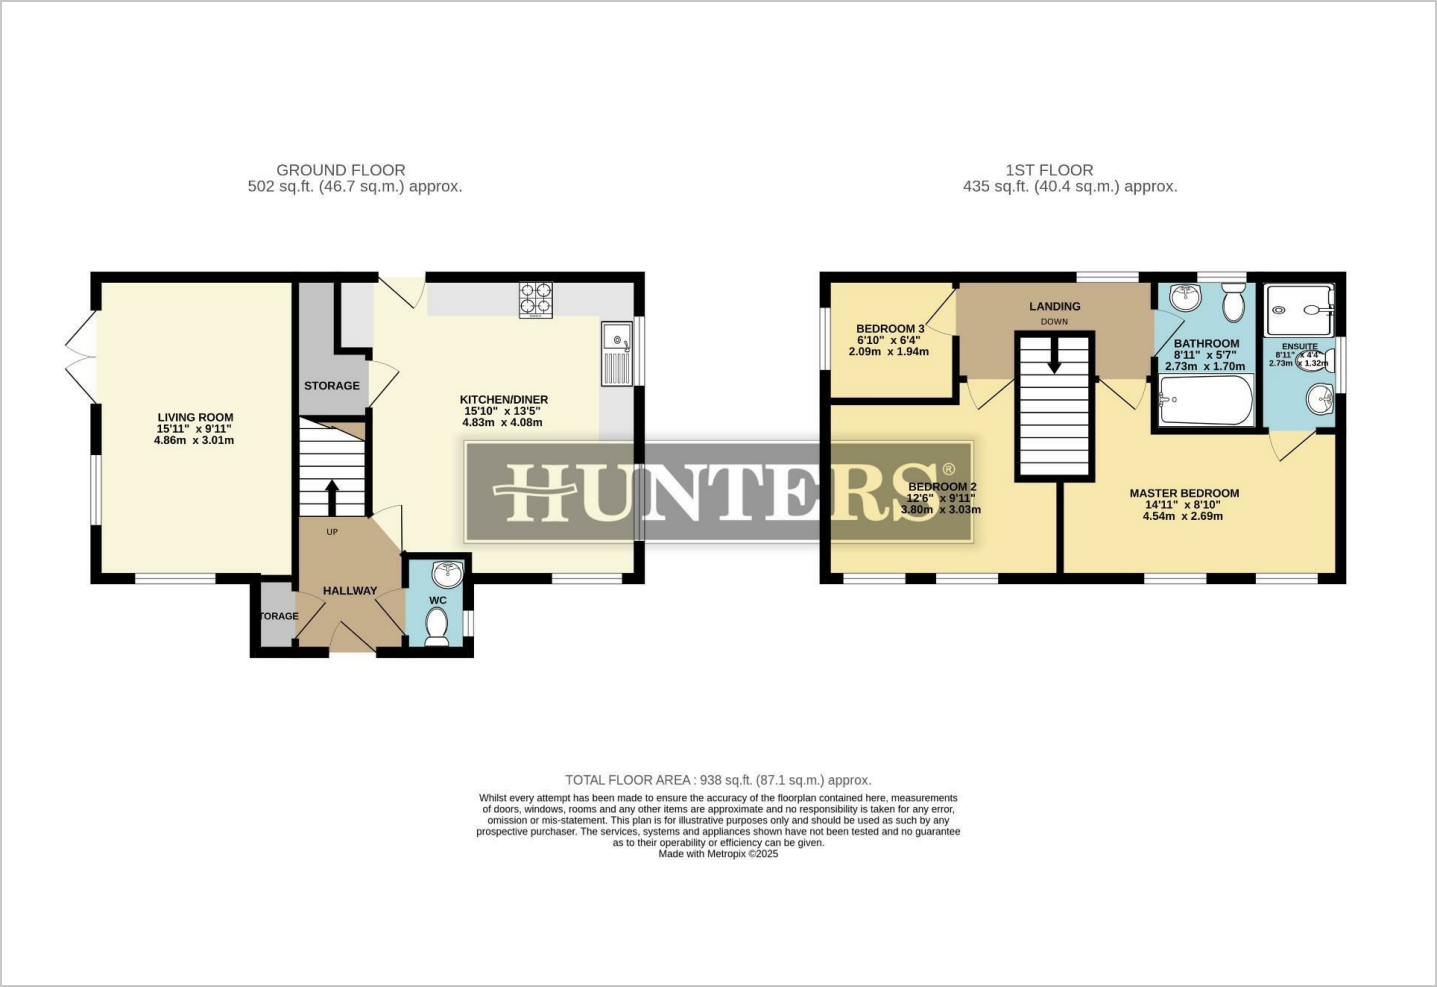 GROUND FLOOR
502 sq.ft. (46.7 sq.m.) approx.
1ST FLOOR
435 sq.ft. (40.4 sq.m.) approx.
LIVING ROOM
15'11" x 9'11"
4.86m x 3.01m
STORAGE
KITCHEN/DINER
15'10" x 13'5"
4.83m x 4.08m
UP
HALLWAY
TORAGE
WC
BEDROOM 3
6'10" x 6'4"
2.09m x 1.94m
LANDING
DOWN
BATHROOM
8'11" x 5'7"
2.73m x 1.70m
ENSUITE
8'11" x 4'4"
2.73m x 1.32m
BEDROOM 2
12'6" x 9'11"
3.80m x 3.03m
MASTER BEDROOM
14'11" x 8'10"
4.54m x 2.69m
HUNTERS®
TOTAL FLOOR AREA : 938 sq.ft. (87.1 sq.m.) approx.
Whilst every attempt has been made to ensure the accuracy of the floorplan contained here, measurements
of doors, windows, rooms and any other items are approximate and no responsibility is taken for any error,
omission or mis-statement. This plan is for illustrative purposes only and should be used as such by any
prospective purchaser. The services, systems and appliances shown have not been tested and no guarantee
as to their operability or efficiency can be given.
Made with Metropix ©2025